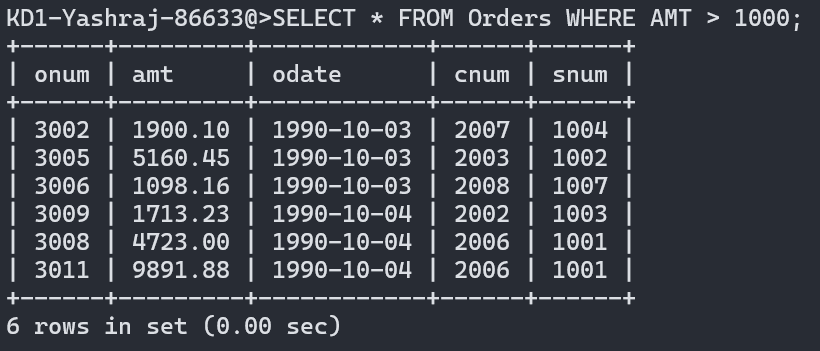 KD1-Yashraj-86633@>SELECT * FROM Orders WHERE AMT > 1000;
+------+---------+------------+------+------+
| onum | amt     | odate      | cnum | snum |
+------+---------+------------+------+------+
| 3002 | 1900.10 | 1990-10-03 | 2007 | 1004 |
| 3005 | 5160.45 | 1990-10-03 | 2003 | 1002 |
| 3006 | 1098.16 | 1990-10-03 | 2008 | 1007 |
| 3009 | 1713.23 | 1990-10-04 | 2002 | 1003 |
| 3008 | 4723.00 | 1990-10-04 | 2006 | 1001 |
| 3011 | 9891.88 | 1990-10-04 | 2006 | 1001 |
+------+---------+------------+------+------+
6 rows in set (0.00 sec)